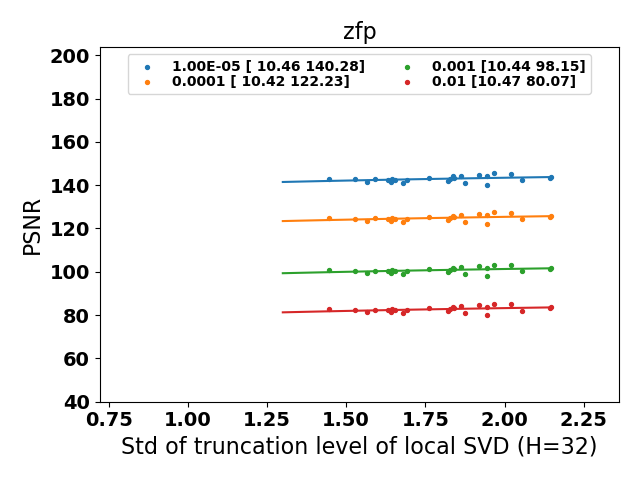 zfp
1.00E-05 [ 10.46 140.28]
0.0001 [ 10.42 122.23]
0.001 [10.44 98.15]
0.01 [10.47 80.07]
PSNR
200
180
160
140
120
100
80
60
40
0.75 1.00 1.25 1.50 1.75 2.00 2.25
Std of truncation level of local SVD (H=32)